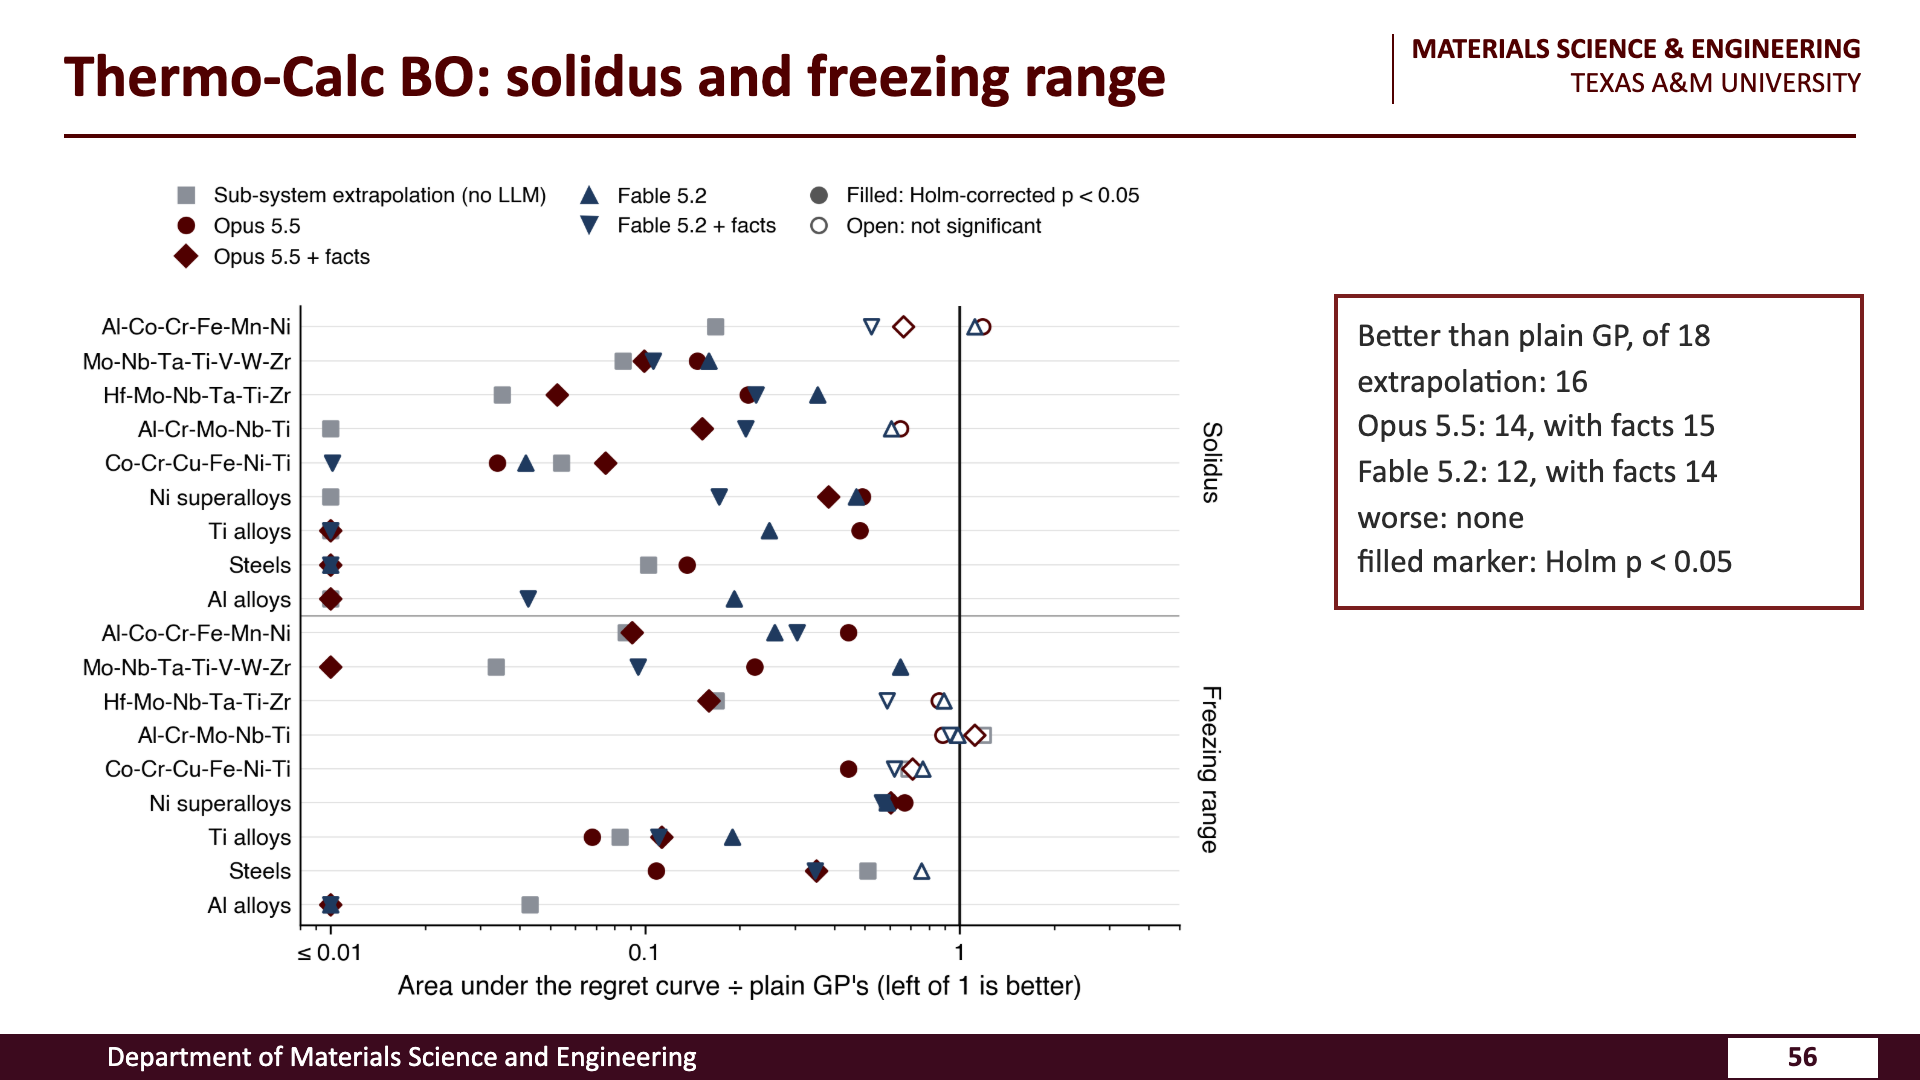 Thermo-Calc BO: solidus and freezing range
MATERIALS SCIENCE & ENGINEERING
TEXAS A&M UNIVERSITY
Sub-system extrapolation (no LLM)
Opus 5.5
Opus 5.5 + facts
Fable 5.2
Fable 5.2 + facts
Filled: Holm-corrected p < 0.05
Open: not significant
Al-Co-Cr-Fe-Mn-Ni
Mo-Nb-Ta-Ti-V-W-Zr
Hf-Mo-Nb-Ta-Ti-Zr
Al-Cr-Mo-Nb-Ti
Co-Cr-Cu-Fe-Ni-Ti
Ni superalloys
Ti alloys
Steels
Al alloys
Solidus
Al-Co-Cr-Fe-Mn-Ni
Mo-Nb-Ta-Ti-V-W-Zr
Hf-Mo-Nb-Ta-Ti-Zr
Al-Cr-Mo-Nb-Ti
Co-Cr-Cu-Fe-Ni-Ti
Ni superalloys
Ti alloys
Steels
Al alloys
Freezing range
≤ 0.01
0.1
1
Area under the regret curve ÷ plain GP's (left of 1 is better)
Better than plain GP, of 18
extrapolation: 16
Opus 5.5: 14, with facts 15
Fable 5.2: 12, with facts 14
worse: none
filled marker: Holm p < 0.05
Department of Materials Science and Engineering
56